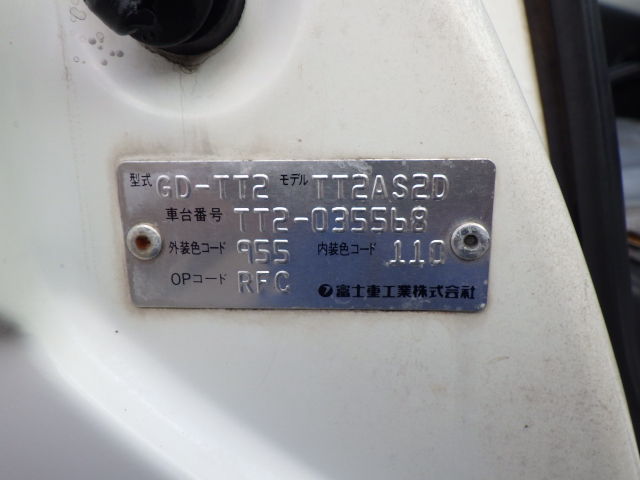 型式 GD-TT2 モデル TT2AS2D
車台番号 TT2-035568
外装色コード 955 内装色コード 110
OPコード RFC 富士重工業株式会社